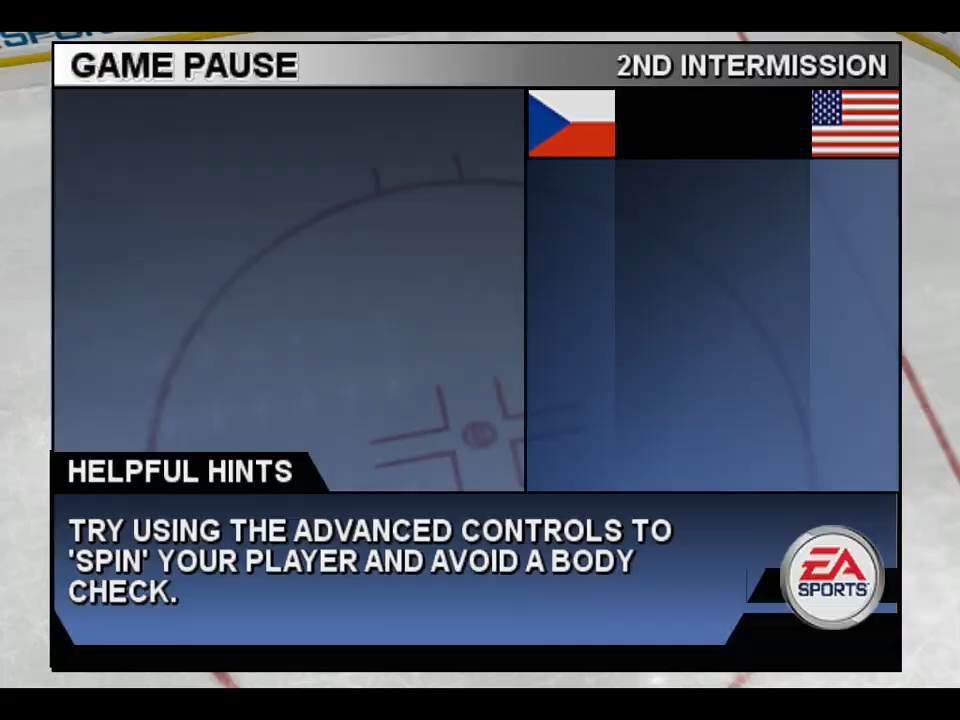 GAME PAUSE
2ND INTERMISSION
HELPFUL HINTS
TRY USING THE ADVANCED CONTROLS TO
'SPIN' YOUR PLAYER AND AVOID A BODY
CHECK.
EA
SPORTS